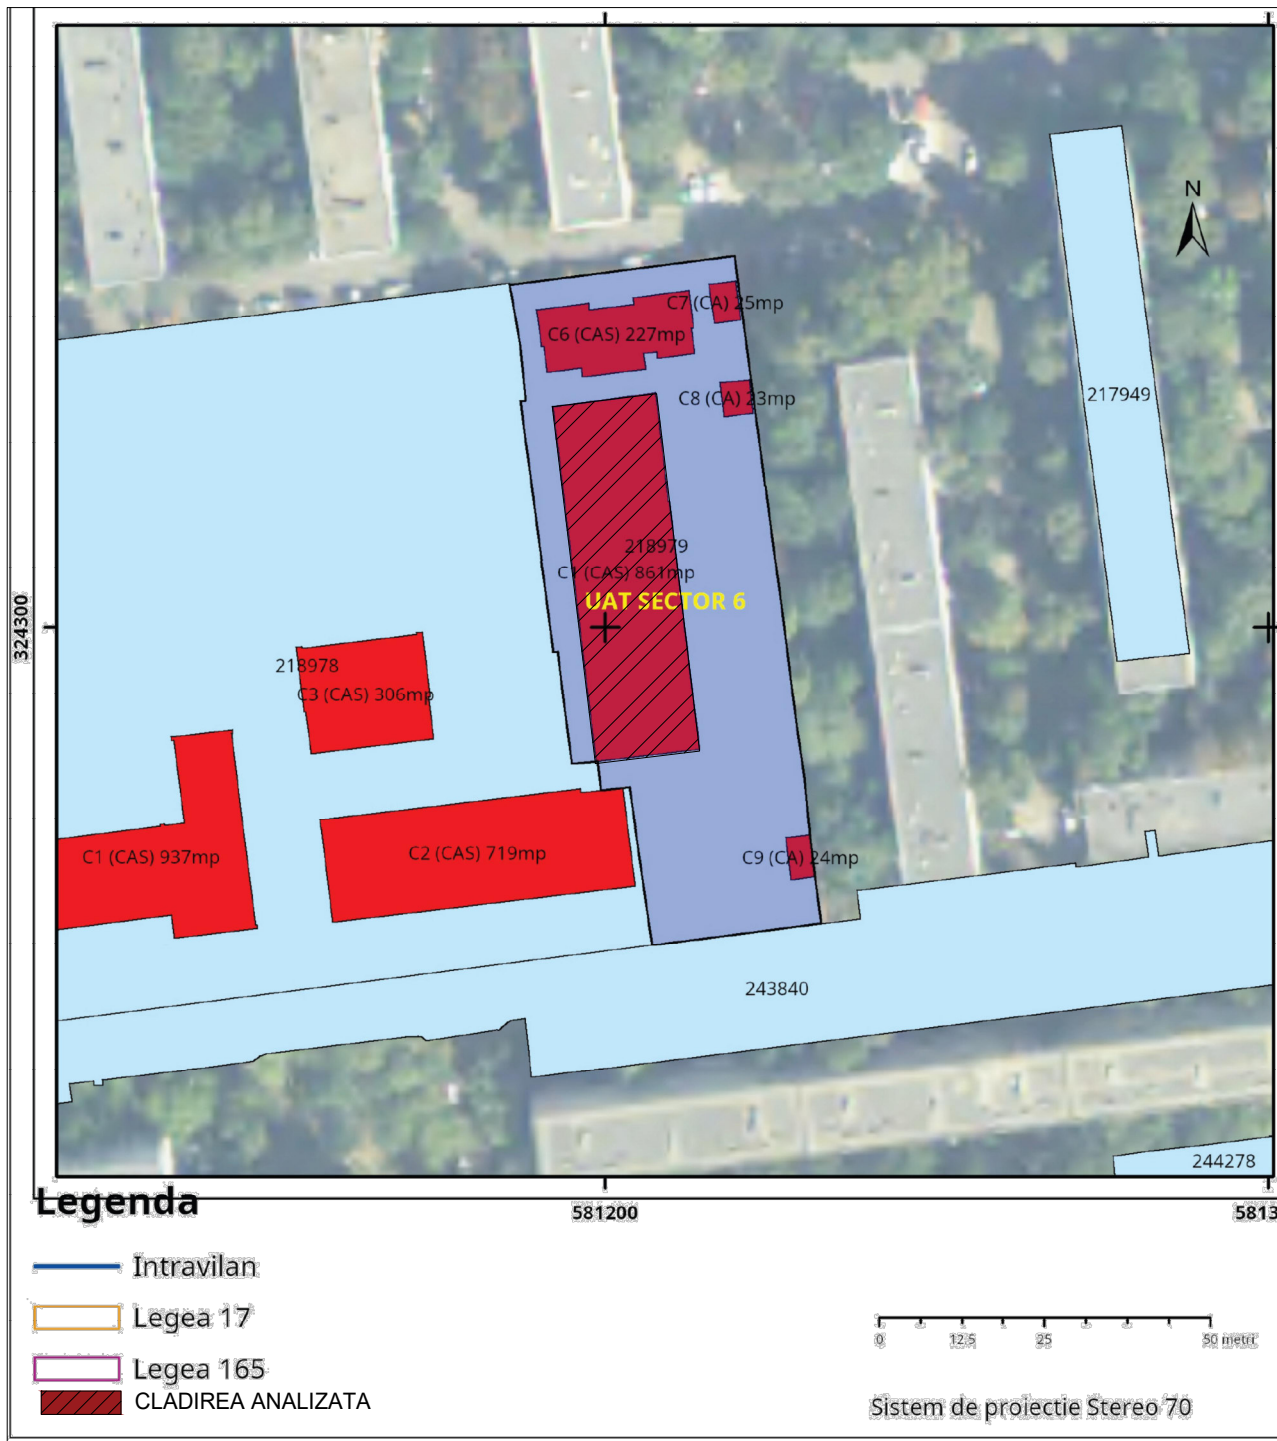 N
C7 (CA) 25mp
C6 (CAS) 227mp
C8 (CA) 23mp
217949
218979
C1 (CAS) 861mp
UAT SECTOR 6
324300
218978
C3 (CAS) 306mp
C1 (CAS) 937mp
C2 (CAS) 719mp
C9 (CA) 24mp
243840
244278
Legenda
581200
5813
Intravilan
Legea 17
Legea 165
CLADIREA ANALIZATA
0 12.5 25 50 metri
Sistem de proiectie Stereo 70